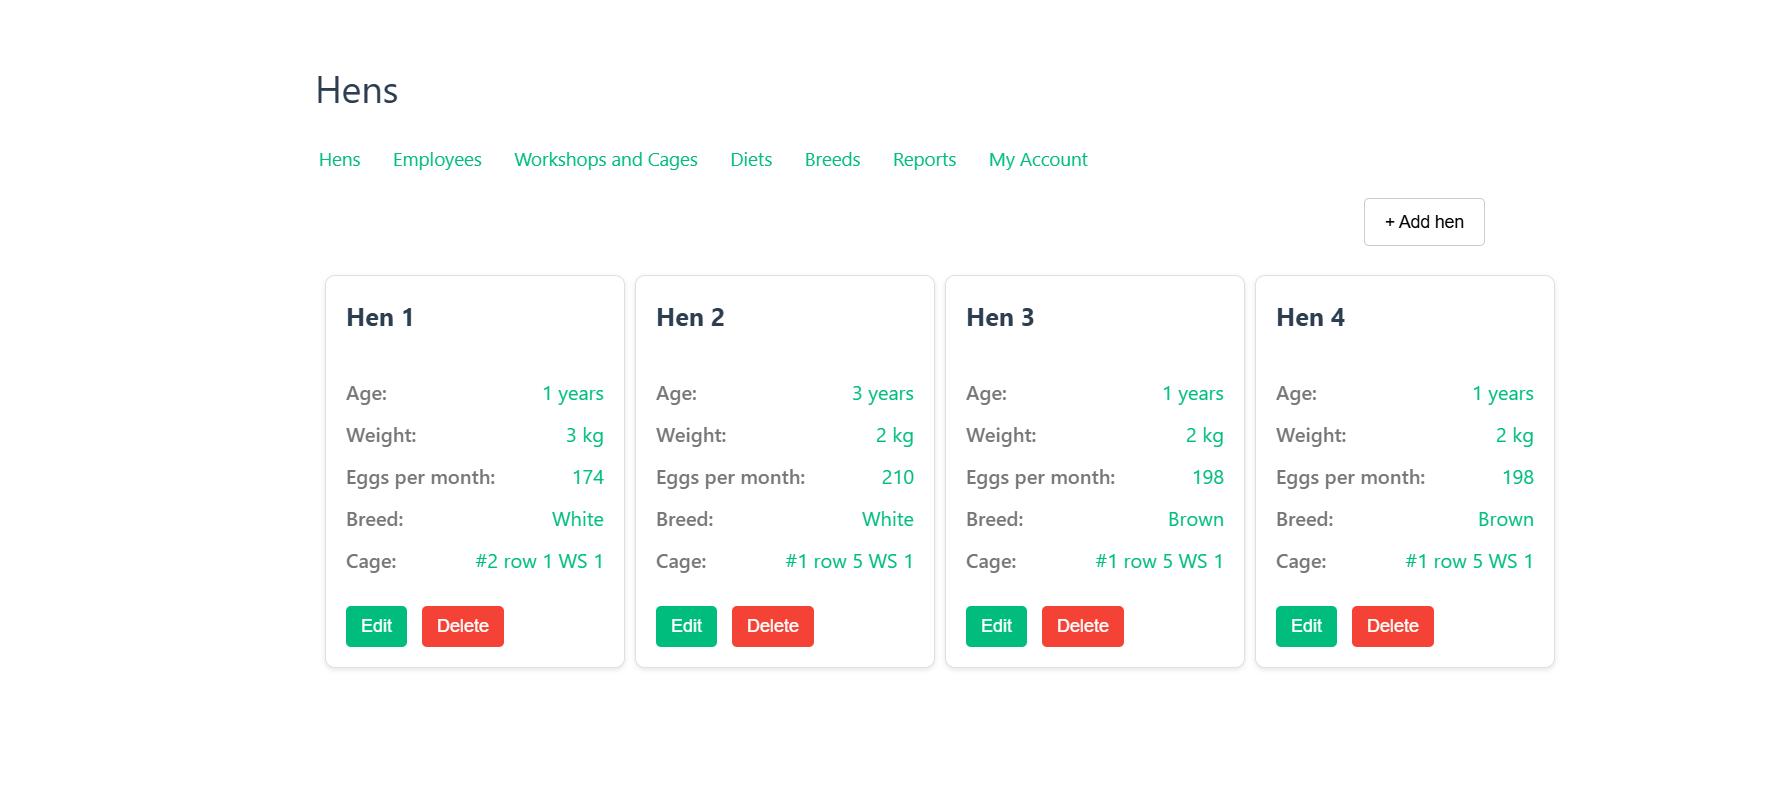 Hens
Hens Employees Workshops and Cages Diets Breeds Reports My Account
+ Add hen
Hen 1
Age: 1 years
Weight: 3 kg
Eggs per month: 174
Breed: White
Cage: #2 row 1 WS 1
Edit Delete
Hen 2
Age: 3 years
Weight: 2 kg
Eggs per month: 210
Breed: White
Cage: #1 row 5 WS 1
Edit Delete
Hen 3
Age: 1 years
Weight: 2 kg
Eggs per month: 198
Breed: Brown
Cage: #1 row 5 WS 1
Edit Delete
Hen 4
Age: 1 years
Weight: 2 kg
Eggs per month: 198
Breed: Brown
Cage: #1 row 5 WS 1
Edit Delete